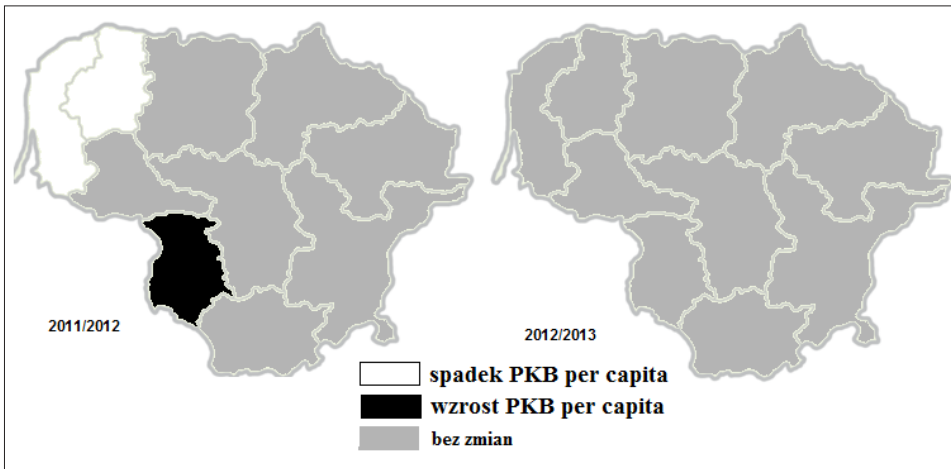 2011/2012
2012/2013
spadek PKB per capita
wzrost PKB per capita
bez zmian